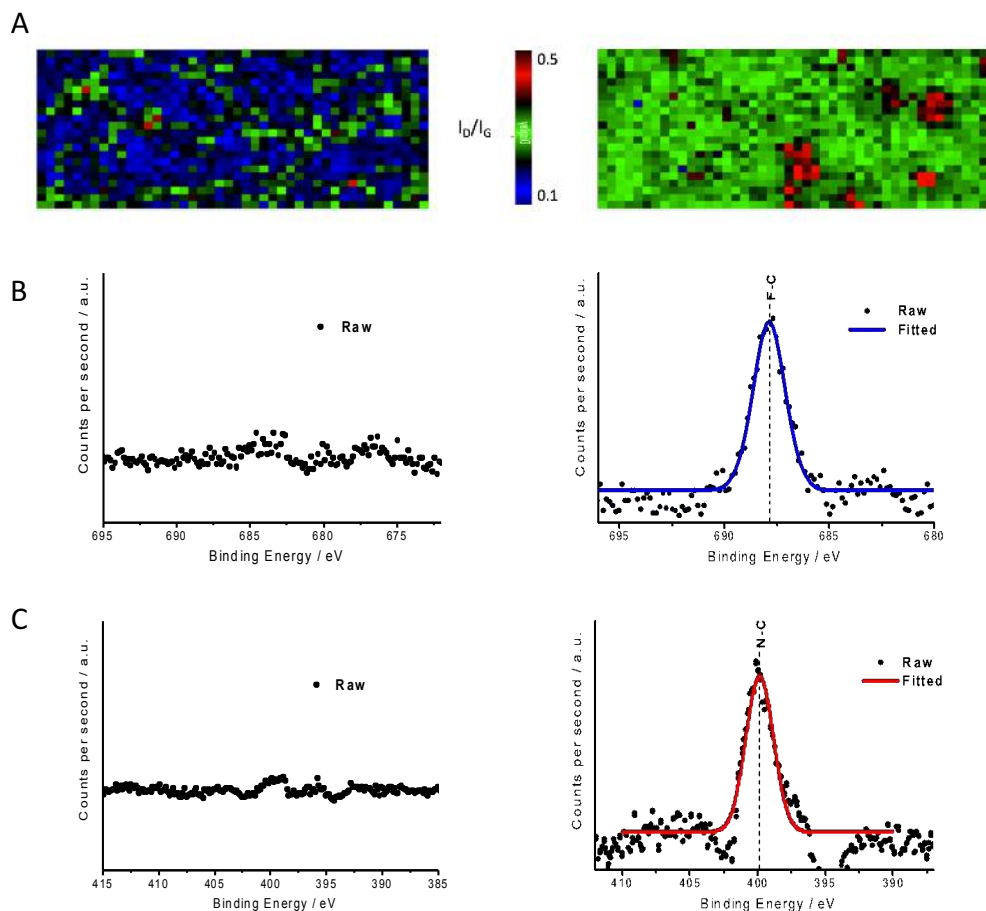 A
0.5
I_D/I_G
0.1
B
Counts per second / a.u.
Raw
695 690 685 680 675
Binding Energy / eV
Counts per second / a.u.
F-C
Raw
Fitted
695 690 685 680
Binding Energy / eV
C
Counts per second / a.u.
Raw
415 410 405 400 395 390 385
Binding Energy / eV
Counts per second / a.u.
N-C
Raw
Fitted
410 405 400 395 390
Binding Energy / eV